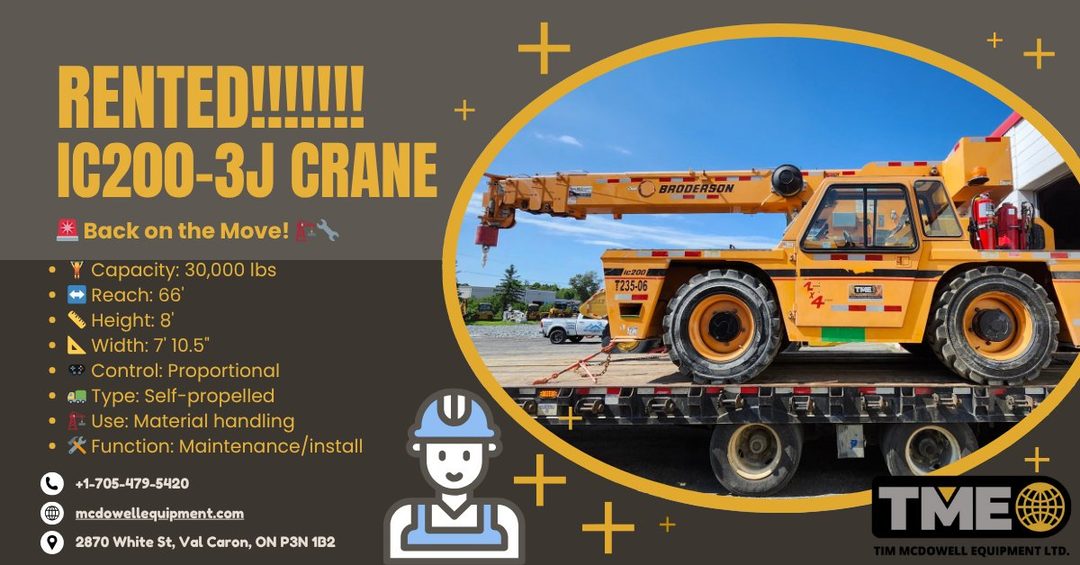 RENTED!!!!!!!
IC200-3J CRANE
🚨 Back on the Move! 🏗️🔧
• 🏋️ Capacity: 30,000 lbs
• ↔️ Reach: 66'
• 📏 Height: 8'
• 📐 Width: 7' 10.5"
• 🎮 Control: Proportional
• 🚛 Type: Self-propelled
• 🏗️ Use: Material handling
• 🛠️ Function: Maintenance/install
+1-705-479-5420
mcdowellequipment.com
2870 White St, Val Caron, ON P3N 1B2
BRODERSON
IC200
T235-06
4x4
TME
TME
TIM MCDOWELL EQUIPMENT LTD.